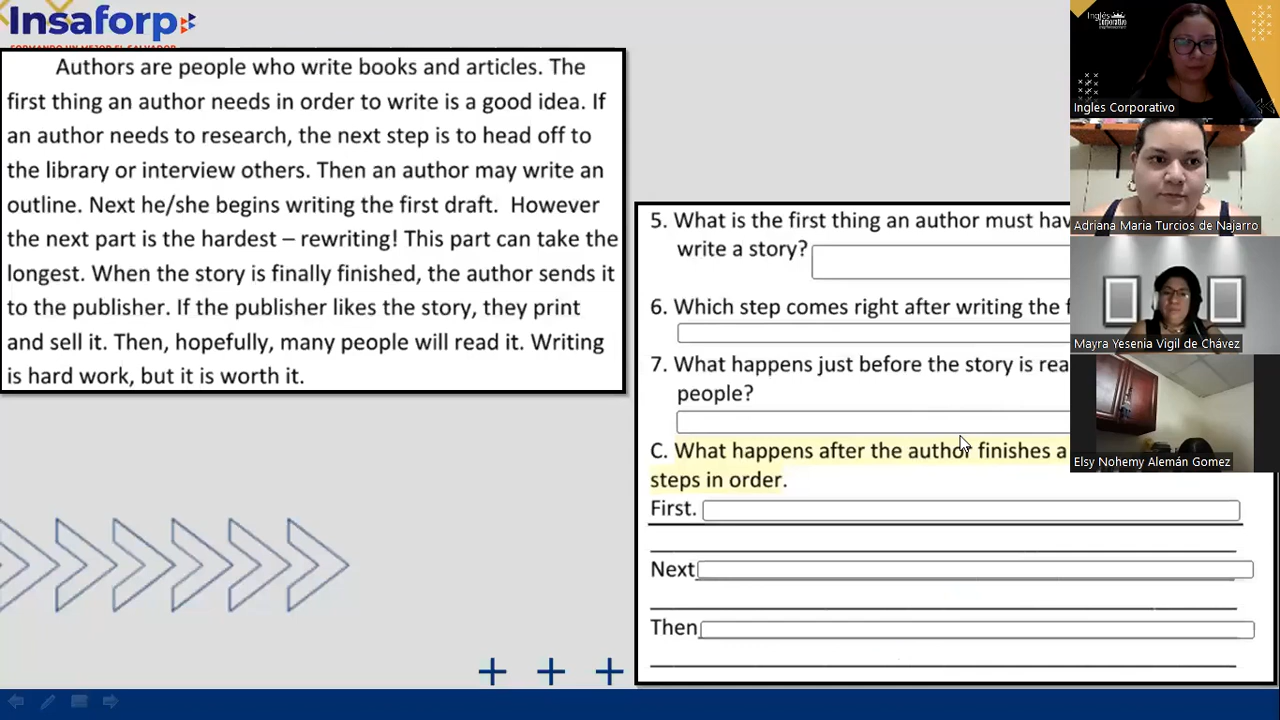 Insaforp
FORMANDO UN MEJOR EL SALVADOR
Authors are people who write books and articles. The
first thing an author needs in order to write is a good idea. If
an author needs to research, the next step is to head off to
the library or interview others. Then an author may write an
outline. Next he/she begins writing the first draft. However
the next part is the hardest – rewriting! This part can take the
longest. When the story is finally finished, the author sends it
to the publisher. If the publisher likes the story, they print
and sell it. Then, hopefully, many people will read it. Writing
is hard work, but it is worth it.
5. What is the first thing an author must hav
write a story?
6. Which step comes right after writing the f
7. What happens just before the story is rea
people?
C. What happens after the author finishes a
steps in order.
First.
Next
Then
Inglés
Corporativo
Ingles Corporativo
Adriana Maria Turcios de Najarro
Mayra Yesenia Vigil de Chávez
Elsy Nohemy Alemán Gomez